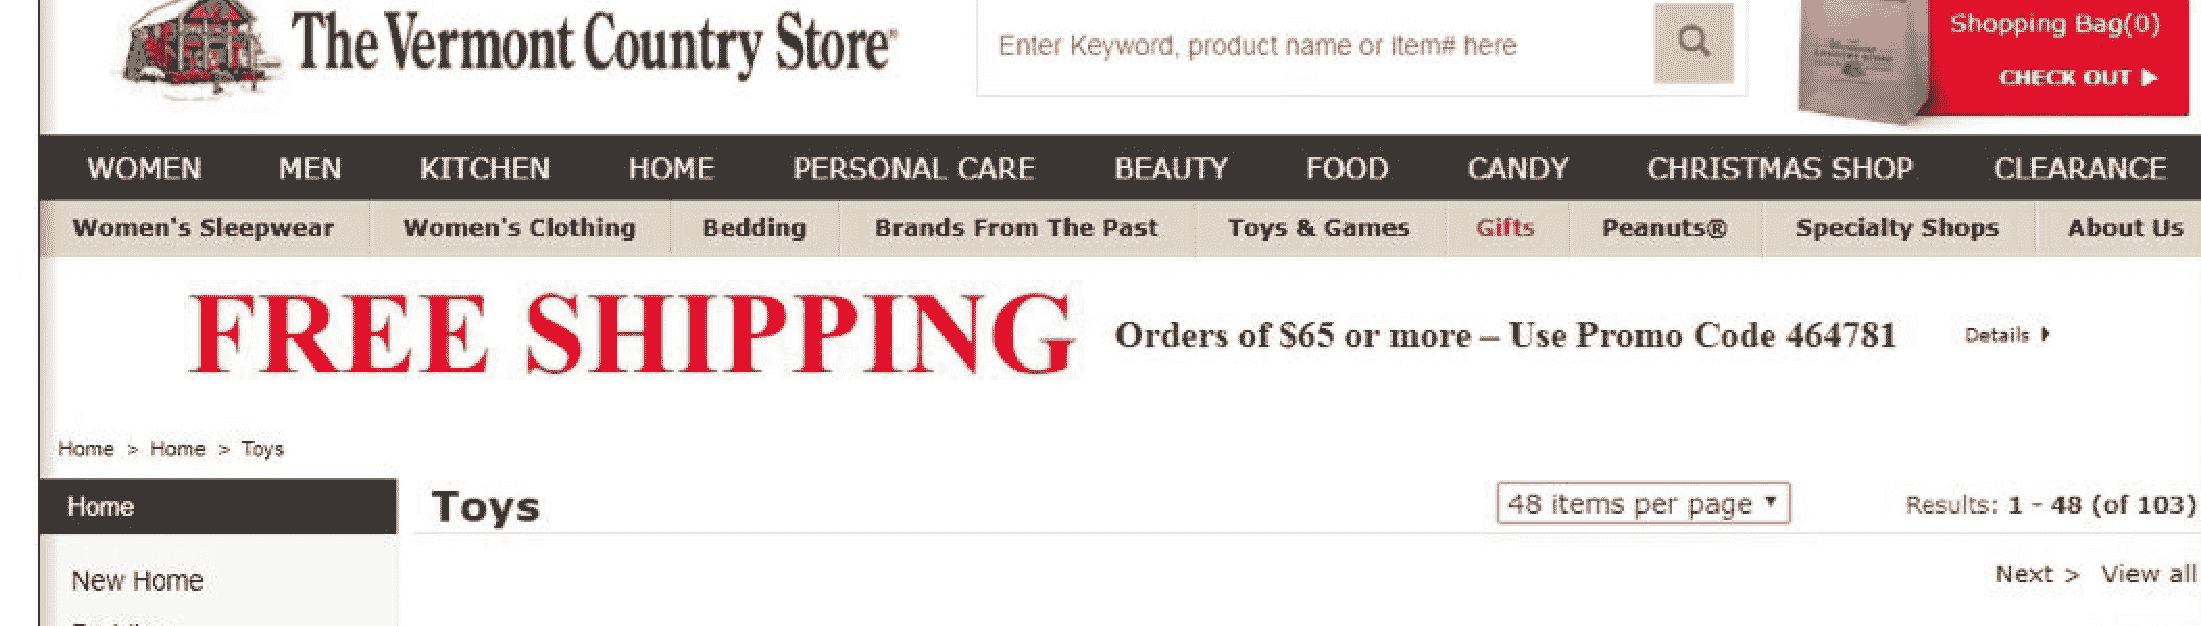 The Vermont Country Store®
Enter Keyword, product name or item# here
Shopping Bag(0)
CHECK OUT
WOMEN MEN KITCHEN HOME PERSONAL CARE BEAUTY FOOD CANDY CHRISTMAS SHOP CLEARANCE
Women's Sleepwear Women's Clothing Bedding Brands From The Past Toys & Games Gifts Peanuts® Specialty Shops About Us
FREE SHIPPING Orders of $65 or more – Use Promo Code 464781 Details
Home > Home > Toys
Home
Toys 48 items per page Results: 1 - 48 (of 103)
New Home
Next > View all